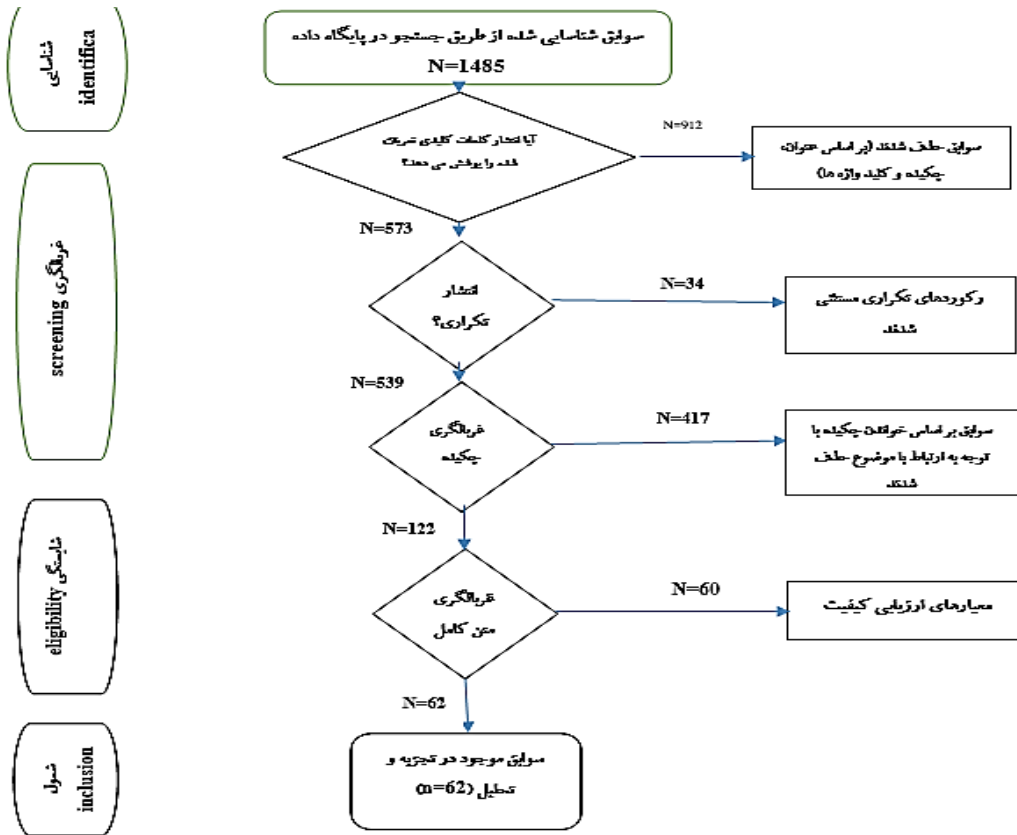 شناسایی
identifica
سوابق شناسایی شده از طریق جستجو در پایگاه داده
N=1485
آیا انتشار کلمات کلیدی تعریف
شده را پوشش می دهد؟
N=912
سوابق حذف شدند (بر اساس عنوان،
چکیده و کلید واژه ها)
N=573
غربالگری screening
انتشار
تکراری؟
N=34
رکوردهای تکراری مستثنی
شدند
N=539
غربالگری
چکیده
N=417
سوابق بر اساس خواندن چکیده با
توجه به ارتباط با موضوع حذف
شدند
N=122
شایستگی eligibility
غربالگری
متن کامل
N=60
معیارهای ارزیابی کیفیت
N=62
شمول
inclusion
سوابق موجود در تجزیه و
تحلیل (n=62)